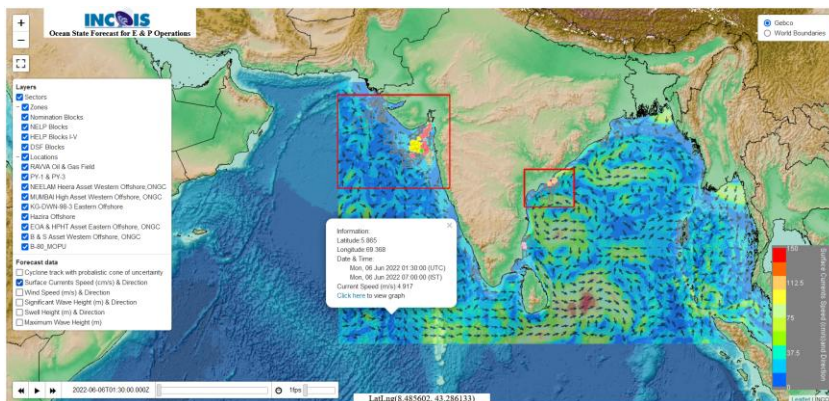 +
−
INCOIS
Ocean State Forecast for E & P Operations
Gebco
World Boundaries
Layers
Sectors
Zones
Nomination Blocks
NELP Blocks
HELP Blocks I-V
DSF Blocks
Locations
RAVVA Oil & Gas Field
PY-1 & PY-3
NEELAM Heera Asset Western Offshore,ONGC
MUMBAI High Asset Western Offshore,ONGC
KG-DWN-98-3 Eastern Offshore
Hazira Offshore
EOA & HPHT Asset Eastern Offshore, ONGC
B & S Asset Western Offshore, ONGC
B-80_MOPU
Forecast data
Cyclone track with probalistic cone of uncertainty
Surface Currents Speed (cm/s) & Direction
Wind Speed (m/s) & Direction
Significant Wave Height (m) & Direction
Swell Height (m) & Direction
Maximum Wave Height (m)
Information:
Latitude:5.865
Longitude:69.368
Date & Time:
Mon, 06 Jun 2022 01:30:00 (UTC)
Mon, 06 Jun 2022 07:00:00 (IST)
Current Speed (m/s) 4.917
Click here to view graph
150
112.5
75
37.5
0
Surface Currents Speed (cm/s)and Direction
2022-06-06T01:30:00.000Z
1fps
LatLng(8.485602, 43.286133)
Leaflet